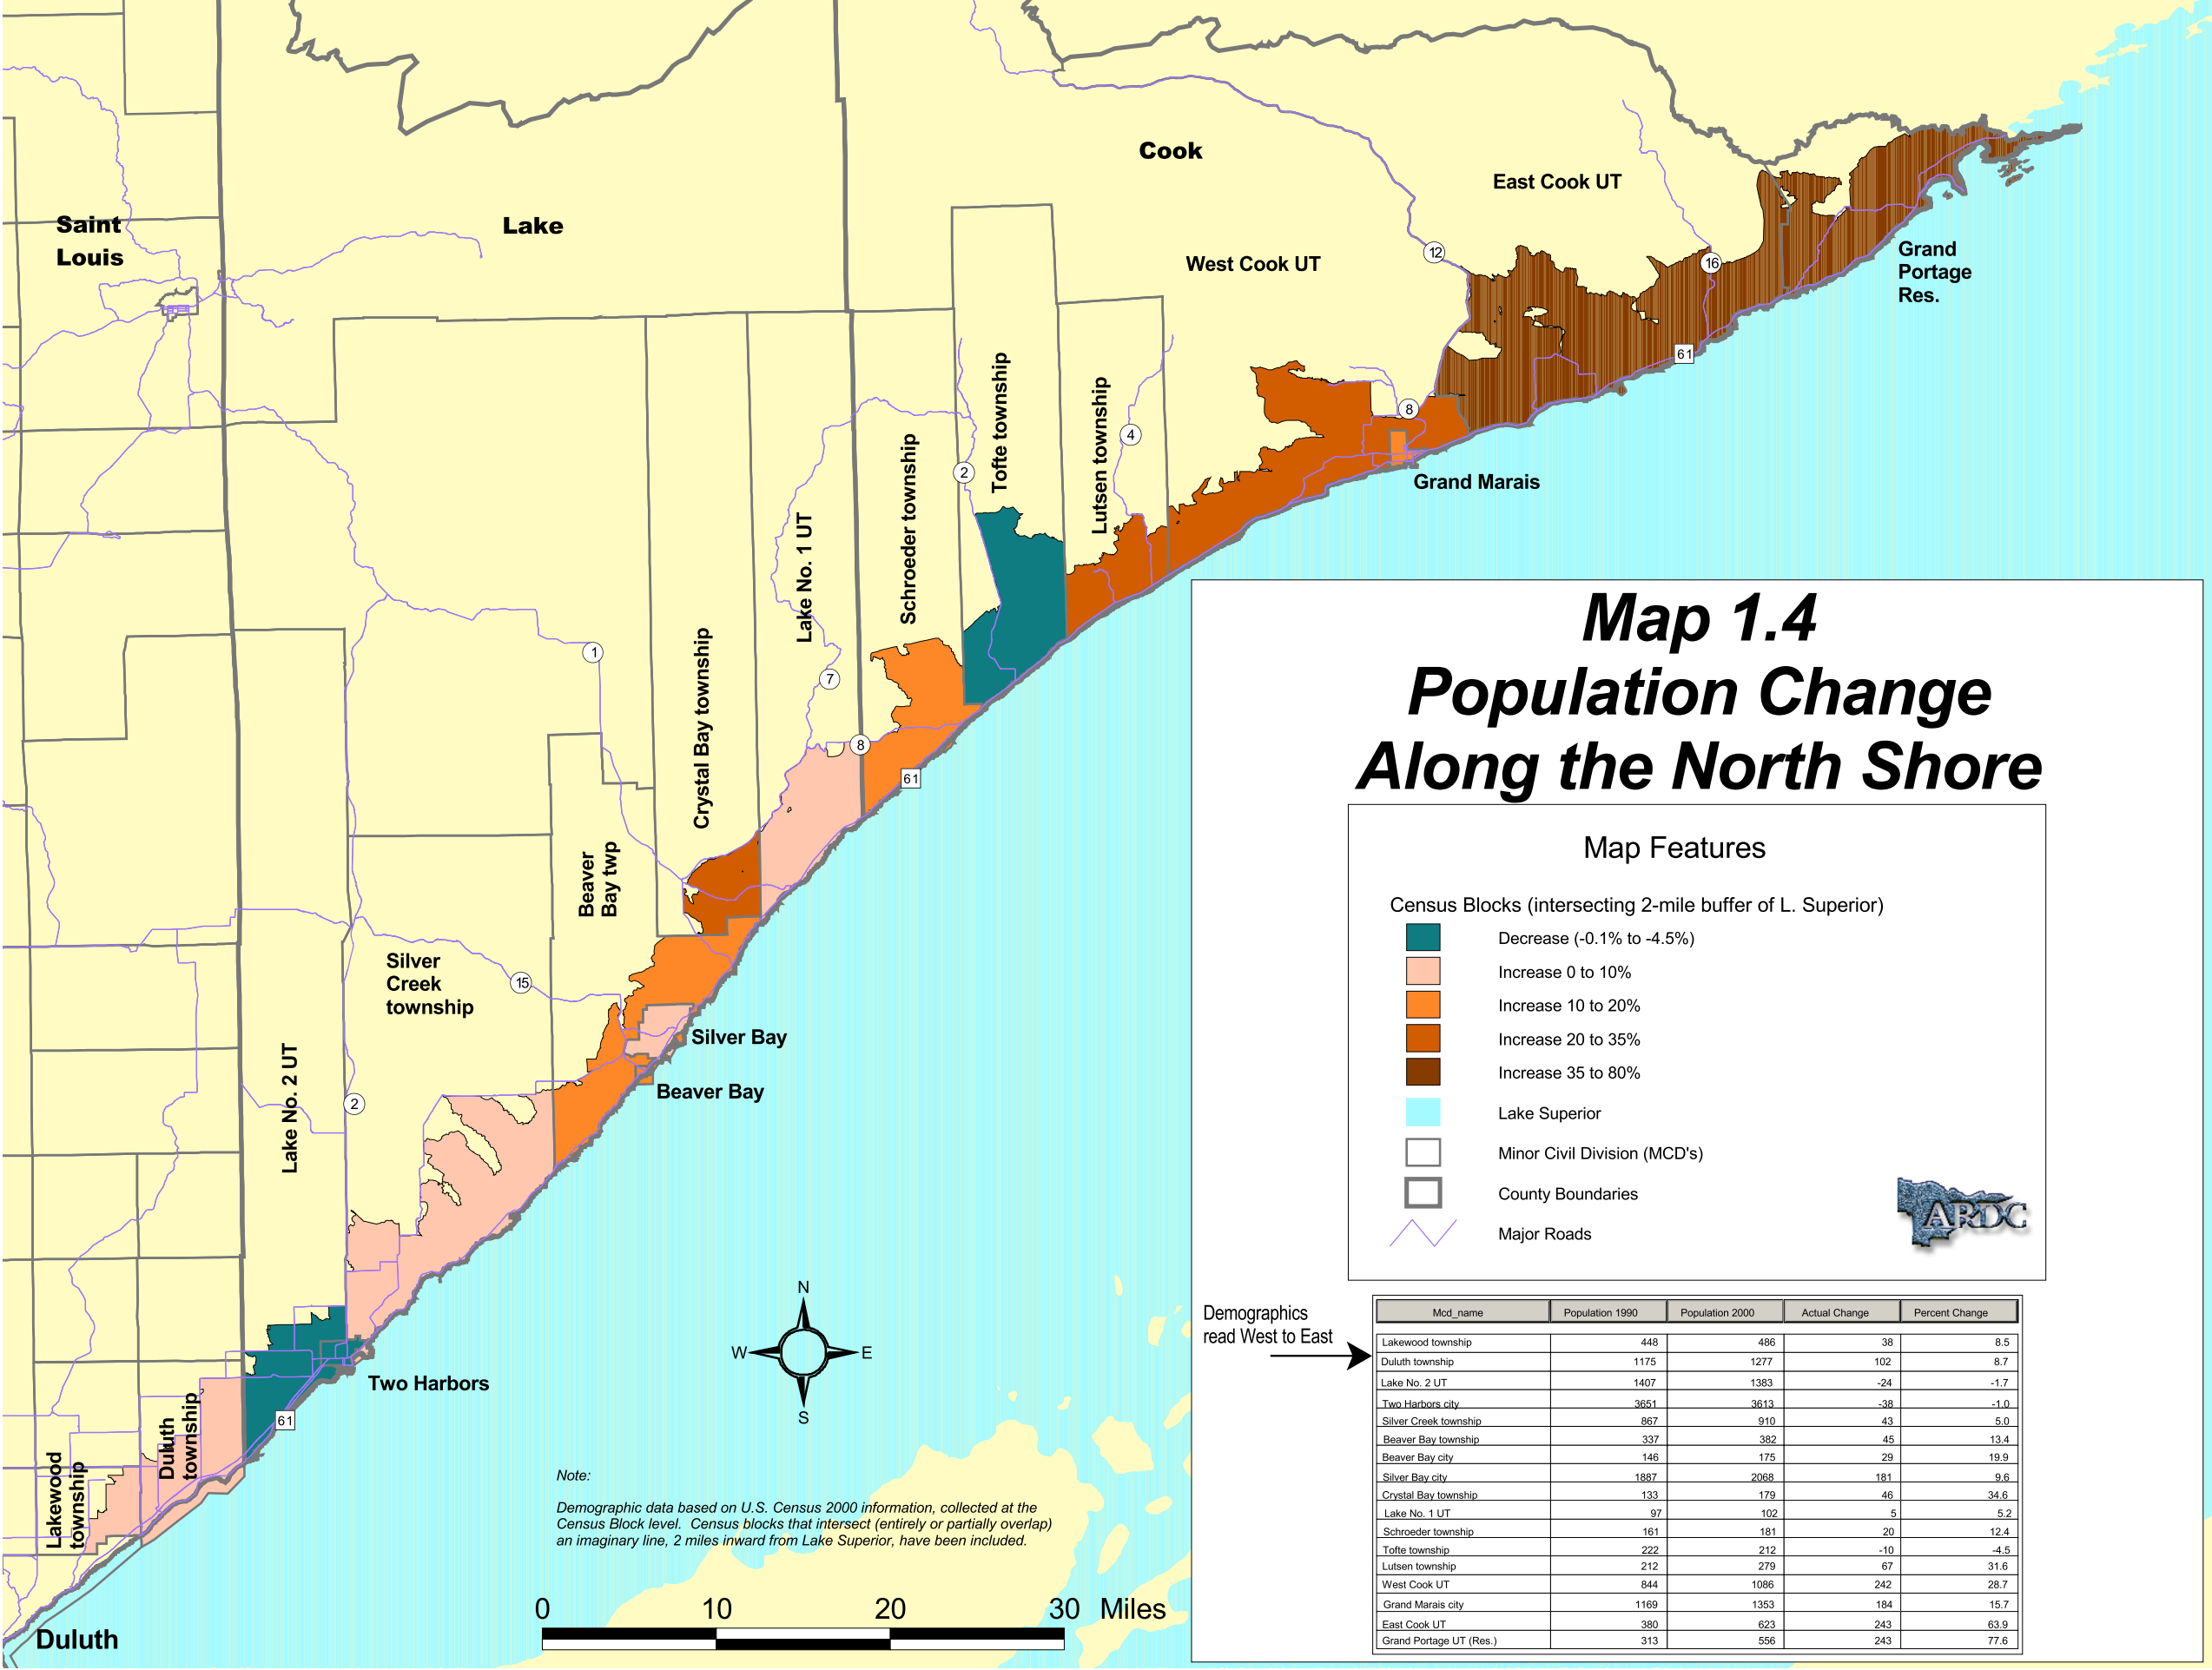 Saint
Louis
Lake
Cook
East Cook UT
West Cook UT
12
16
Grand
Portage
Res.
61
Tofte township
Lutsen township
4
8
2
Grand Marais
Schroeder township
Lake No. 1 UT
1
7
Crystal Bay township
8
61
Beaver
Bay twp
Silver
Creek
township
15
Silver Bay
Beaver Bay
Lake No. 2 UT
2
Two Harbors
61
Duluth
township
Lakewood
township
Duluth
N
W
E
S
Note:
Demographic data based on U.S. Census 2000 information, collected at the
Census Block level.  Census blocks that intersect (entirely or partially overlap)
an imaginary line, 2 miles inward from Lake Superior, have been included.
0 10 20 30 Miles
Map 1.4
Population Change
Along the North Shore
Map Features
Census Blocks (intersecting 2-mile buffer of L. Superior)
Decrease (-0.1% to -4.5%)
Increase 0 to 10%
Increase 10 to 20%
Increase 20 to 35%
Increase 35 to 80%
Lake Superior
Minor Civil Division (MCD's)
County Boundaries
Major Roads
ARDC
Demographics
read West to East
Mcd_name Population 1990 Population 2000 Actual Change Percent Change
Lakewood township 448 486 38 8.5
Duluth township 1175 1277 102 8.7
Lake No. 2 UT 1407 1383 -24 -1.7
Two Harbors city 3651 3613 -38 -1.0
Silver Creek township 867 910 43 5.0
Beaver Bay township 337 382 45 13.4
Beaver Bay city 146 175 29 19.9
Silver Bay city 1887 2068 181 9.6
Crystal Bay township 133 179 46 34.6
Lake No. 1 UT 97 102 5 5.2
Schroeder township 161 181 20 12.4
Tofte township 222 212 -10 -4.5
Lutsen township 212 279 67 31.6
West Cook UT 844 1086 242 28.7
Grand Marais city 1169 1353 184 15.7
East Cook UT 380 623 243 63.9
Grand Portage UT (Res.) 313 556 243 77.6